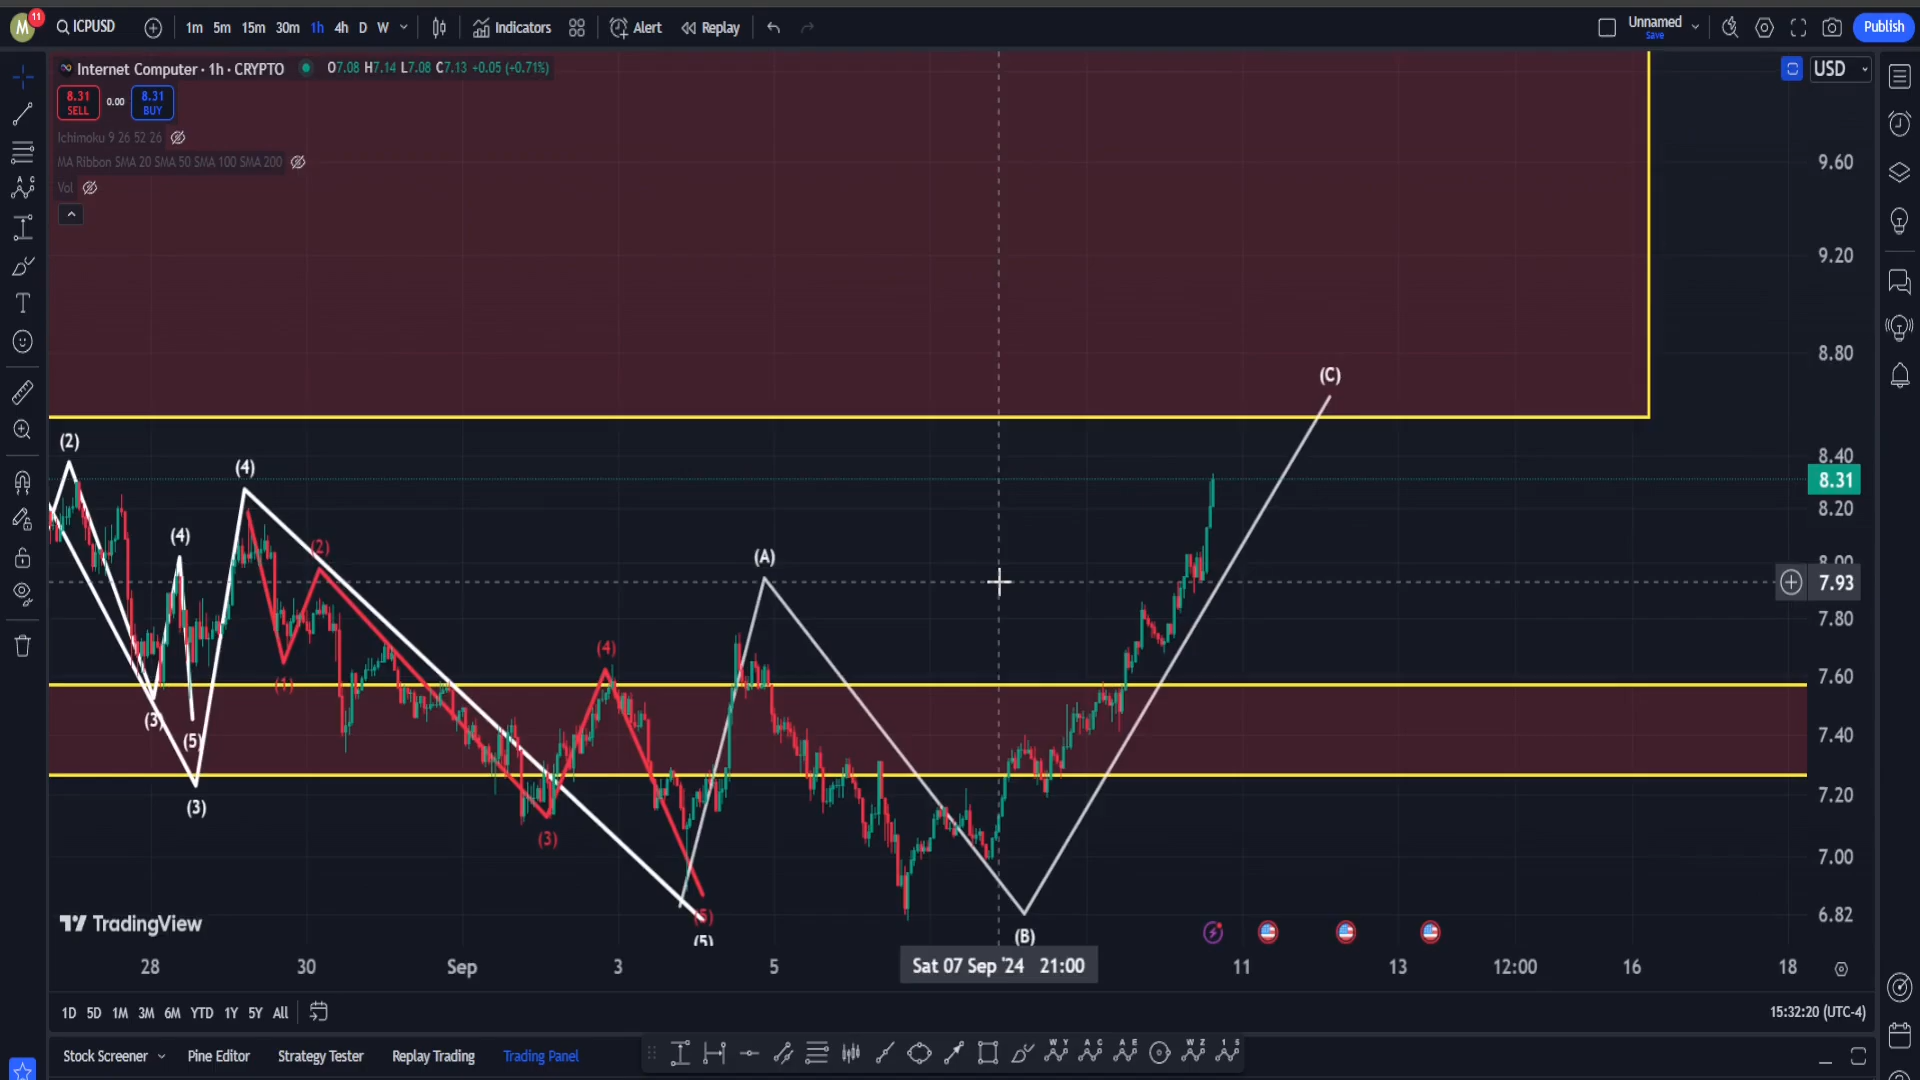 M 11 ICPUSD 1m 5m 15m 30m 1h 4h D W Indicators Alert Replay Unnamed Save Publish
Internet Computer · 1h · CRYPTO O7.08 H7.14 L7.08 C7.13 +0.05 (+0.71%) USD
8.31 SELL 0.00 8.31 BUY
Ichimoku 9 26 52 26
MA Ribbon SMA 20 SMA 50 SMA 100 SMA 200
Vol
9.60
9.20
8.80
(C)
(2)
8.40
(4)
8.31
8.20
(4)
(2)
(A)
8.00
7.93
7.80
(4)
7.60
(1)
(3)
(5)
7.40
(3)
7.20
(3)
7.00
TradingView
(5)
6.82
(5)
(B)
28 30 Sep 3 5 Sat 07 Sep '24 21:00 11 13 12:00 16 18
1D 5D 1M 3M 6M YTD 1Y 5Y All 15:32:20 (UTC-4)
Stock Screener Pine Editor Strategy Tester Replay Trading Trading Panel